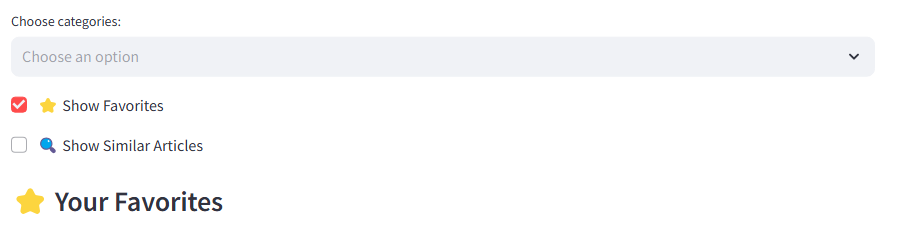 Choose categories:
Choose an option
⭐ Show Favorites
🔍 Show Similar Articles
⭐ Your Favorites